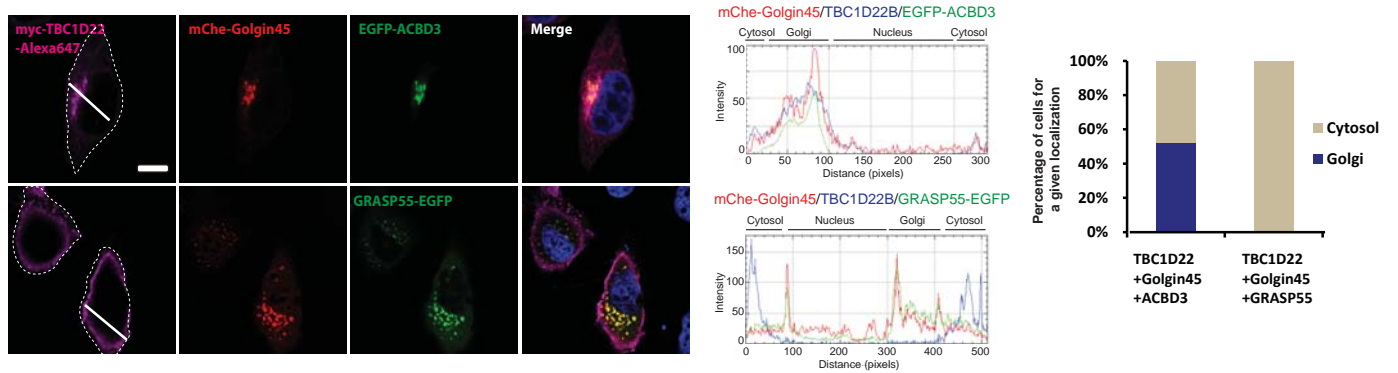 myc-TBC1D22
-Alexa647
mChe-Golgin45
EGFP-ACBD3
Merge
GRASP55-EGFP
mChe-Golgin45/TBC1D22B/EGFP-ACBD3
Cytosol Golgi Nucleus Cytosol
100
50
0
Intensity
0 50 100 150 200 250 300
Distance (pixels)
mChe-Golgin45/TBC1D22B/GRASP55-EGFP
Cytosol Nucleus Golgi Cytosol
150
100
50
0
Intensity
0 100 200 300 400 500
Distance (pixels)
Percentage of cells for
a given localization
100%
80%
60%
40%
20%
0%
Cytosol
Golgi
TBC1D22
+Golgin45
+ACBD3
TBC1D22
+Golgin45
+GRASP55